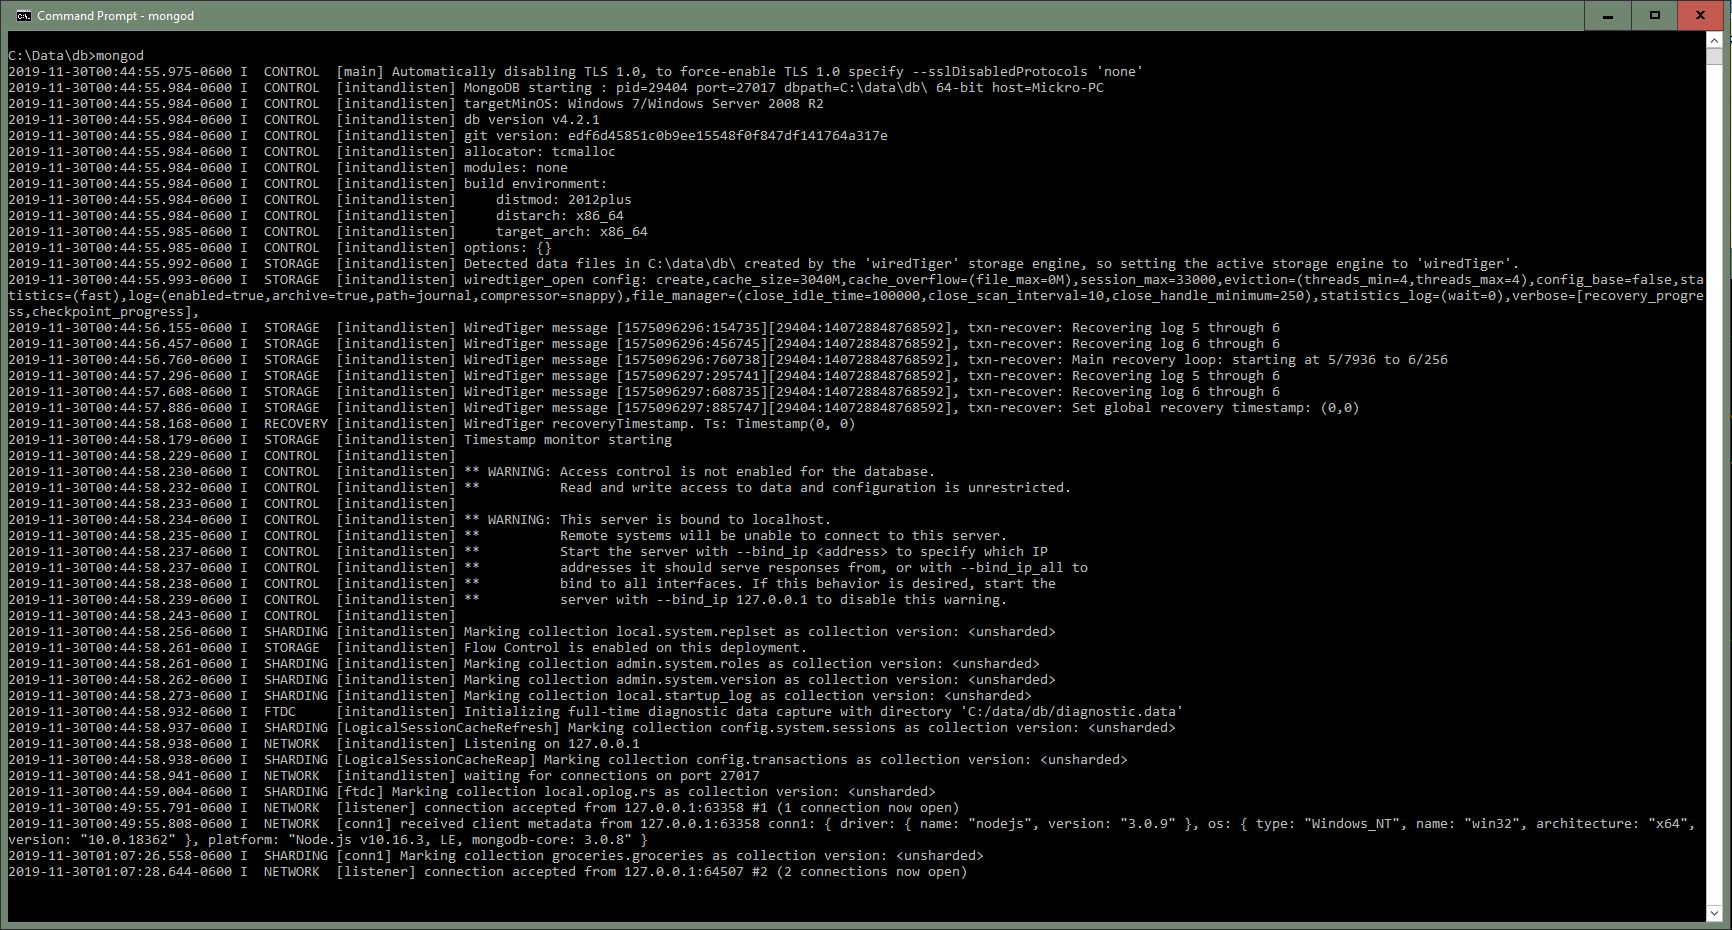 Command Prompt - mongod
C:\Data\db>mongod
2019-11-30T00:44:55.975-0600 I  CONTROL  [main] Automatically disabling TLS 1.0, to force-enable TLS 1.0 specify --sslDisabledProtocols 'none'
2019-11-30T00:44:55.984-0600 I  CONTROL  [initandlisten] MongoDB starting : pid=29404 port=27017 dbpath=C:\data\db\ 64-bit host=Mickro-PC
2019-11-30T00:44:55.984-0600 I  CONTROL  [initandlisten] targetMinOS: Windows 7/Windows Server 2008 R2
2019-11-30T00:44:55.984-0600 I  CONTROL  [initandlisten] db version v4.2.1
2019-11-30T00:44:55.984-0600 I  CONTROL  [initandlisten] git version: edf6d45851c0b9ee15548f0f847df141764a317e
2019-11-30T00:44:55.984-0600 I  CONTROL  [initandlisten] allocator: tcmalloc
2019-11-30T00:44:55.984-0600 I  CONTROL  [initandlisten] modules: none
2019-11-30T00:44:55.984-0600 I  CONTROL  [initandlisten] build environment:
2019-11-30T00:44:55.984-0600 I  CONTROL  [initandlisten]     distmod: 2012plus
2019-11-30T00:44:55.984-0600 I  CONTROL  [initandlisten]     distarch: x86_64
2019-11-30T00:44:55.985-0600 I  CONTROL  [initandlisten]     target_arch: x86_64
2019-11-30T00:44:55.985-0600 I  CONTROL  [initandlisten] options: {}
2019-11-30T00:44:55.992-0600 I  STORAGE  [initandlisten] Detected data files in C:\data\db\ created by the 'wiredTiger' storage engine, so setting the active storage engine to 'wiredTiger'.
2019-11-30T00:44:55.993-0600 I  STORAGE  [initandlisten] wiredtiger_open config: create,cache_size=3040M,cache_overflow=(file_max=0M),session_max=33000,eviction=(threads_min=4,threads_max=4),config_base=false,sta
tistics=(fast),log=(enabled=true,archive=true,path=journal,compressor=snappy),file_manager=(close_idle_time=100000,close_scan_interval=10,close_handle_minimum=250),statistics_log=(wait=0),verbose=[recovery_progre
ss,checkpoint_progress],
2019-11-30T00:44:56.155-0600 I  STORAGE  [initandlisten] WiredTiger message [1575096296:154735][29404:140728848768592], txn-recover: Recovering log 5 through 6
2019-11-30T00:44:56.457-0600 I  STORAGE  [initandlisten] WiredTiger message [1575096296:456745][29404:140728848768592], txn-recover: Recovering log 6 through 6
2019-11-30T00:44:56.760-0600 I  STORAGE  [initandlisten] WiredTiger message [1575096296:760738][29404:140728848768592], txn-recover: Main recovery loop: starting at 5/7936 to 6/256
2019-11-30T00:44:57.296-0600 I  STORAGE  [initandlisten] WiredTiger message [1575096297:295741][29404:140728848768592], txn-recover: Recovering log 5 through 6
2019-11-30T00:44:57.608-0600 I  STORAGE  [initandlisten] WiredTiger message [1575096297:608735][29404:140728848768592], txn-recover: Recovering log 6 through 6
2019-11-30T00:44:57.886-0600 I  STORAGE  [initandlisten] WiredTiger message [1575096297:885747][29404:140728848768592], txn-recover: Set global recovery timestamp: (0,0)
2019-11-30T00:44:58.168-0600 I  RECOVERY [initandlisten] WiredTiger recoveryTimestamp. Ts: Timestamp(0, 0)
2019-11-30T00:44:58.179-0600 I  STORAGE  [initandlisten] Timestamp monitor starting
2019-11-30T00:44:58.229-0600 I  CONTROL  [initandlisten]
2019-11-30T00:44:58.230-0600 I  CONTROL  [initandlisten] ** WARNING: Access control is not enabled for the database.
2019-11-30T00:44:58.232-0600 I  CONTROL  [initandlisten] **          Read and write access to data and configuration is unrestricted.
2019-11-30T00:44:58.233-0600 I  CONTROL  [initandlisten]
2019-11-30T00:44:58.234-0600 I  CONTROL  [initandlisten] ** WARNING: This server is bound to localhost.
2019-11-30T00:44:58.235-0600 I  CONTROL  [initandlisten] **          Remote systems will be unable to connect to this server.
2019-11-30T00:44:58.237-0600 I  CONTROL  [initandlisten] **          Start the server with --bind_ip <address> to specify which IP
2019-11-30T00:44:58.237-0600 I  CONTROL  [initandlisten] **          addresses it should serve responses from, or with --bind_ip_all to
2019-11-30T00:44:58.238-0600 I  CONTROL  [initandlisten] **          bind to all interfaces. If this behavior is desired, start the
2019-11-30T00:44:58.239-0600 I  CONTROL  [initandlisten] **          server with --bind_ip 127.0.0.1 to disable this warning.
2019-11-30T00:44:58.243-0600 I  CONTROL  [initandlisten]
2019-11-30T00:44:58.256-0600 I  SHARDING [initandlisten] Marking collection local.system.replset as collection version: <unsharded>
2019-11-30T00:44:58.261-0600 I  STORAGE  [initandlisten] Flow Control is enabled on this deployment.
2019-11-30T00:44:58.261-0600 I  SHARDING [initandlisten] Marking collection admin.system.roles as collection version: <unsharded>
2019-11-30T00:44:58.262-0600 I  SHARDING [initandlisten] Marking collection admin.system.version as collection version: <unsharded>
2019-11-30T00:44:58.273-0600 I  SHARDING [initandlisten] Marking collection local.startup_log as collection version: <unsharded>
2019-11-30T00:44:58.932-0600 I  FTDC     [initandlisten] Initializing full-time diagnostic data capture with directory 'C:/data/db/diagnostic.data'
2019-11-30T00:44:58.937-0600 I  SHARDING [LogicalSessionCacheRefresh] Marking collection config.system.sessions as collection version: <unsharded>
2019-11-30T00:44:58.938-0600 I  NETWORK  [initandlisten] Listening on 127.0.0.1
2019-11-30T00:44:58.938-0600 I  SHARDING [LogicalSessionCacheReap] Marking collection config.transactions as collection version: <unsharded>
2019-11-30T00:44:58.941-0600 I  NETWORK  [initandlisten] waiting for connections on port 27017
2019-11-30T00:44:59.004-0600 I  SHARDING [ftdc] Marking collection local.oplog.rs as collection version: <unsharded>
2019-11-30T00:49:55.791-0600 I  NETWORK  [listener] connection accepted from 127.0.0.1:63358 #1 (1 connection now open)
2019-11-30T00:49:55.808-0600 I  NETWORK  [conn1] received client metadata from 127.0.0.1:63358 conn1: { driver: { name: "nodejs", version: "3.0.9" }, os: { type: "Windows_NT", name: "win32", architecture: "x64",
version: "10.0.18362" }, platform: "Node.js v10.16.3, LE, mongodb-core: 3.0.8" }
2019-11-30T01:07:26.558-0600 I  SHARDING [conn1] Marking collection groceries.groceries as collection version: <unsharded>
2019-11-30T01:07:28.644-0600 I  NETWORK  [listener] connection accepted from 127.0.0.1:64507 #2 (2 connections now open)